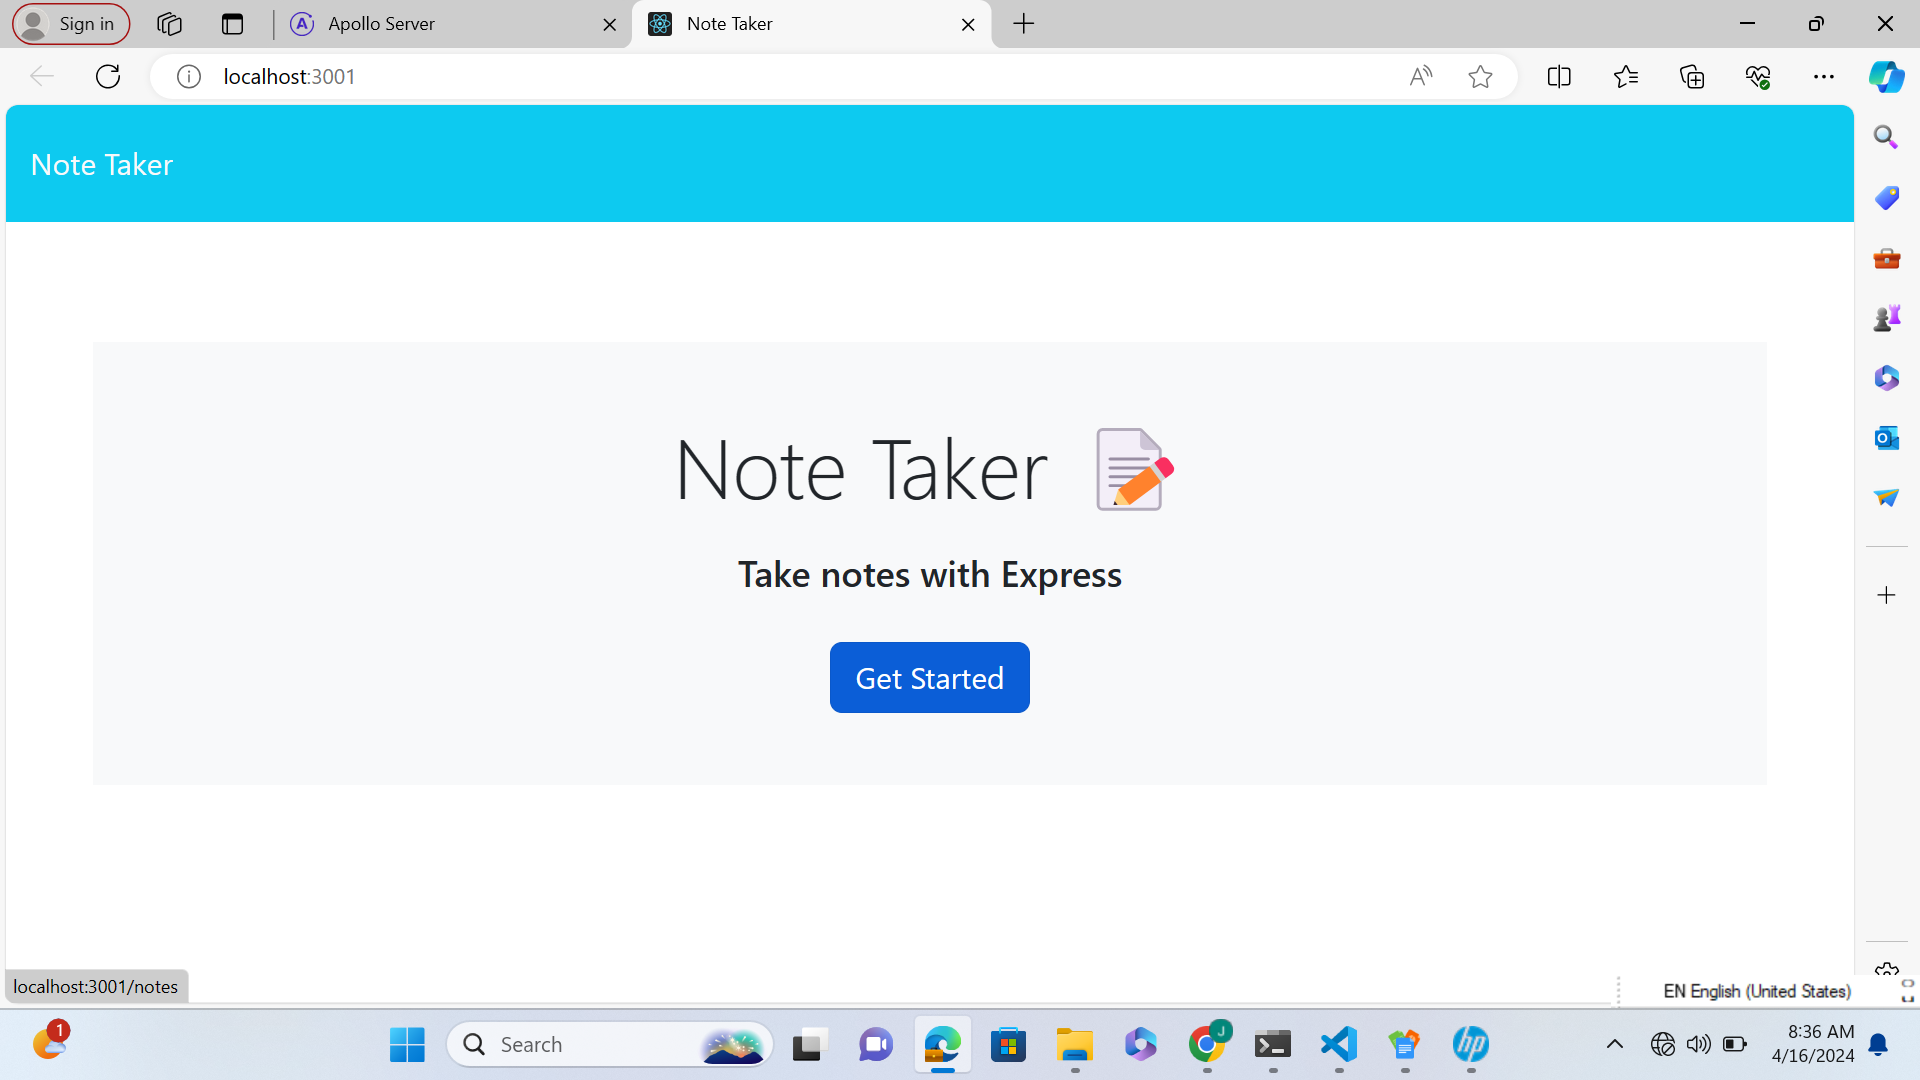 Sign in
Apollo Server
Note Taker
localhost:3001
Note Taker
Note Taker
Take notes with Express
Get Started
localhost:3001/notes
EN English (United States)
1
Search
J
8:36 AM
4/16/2024